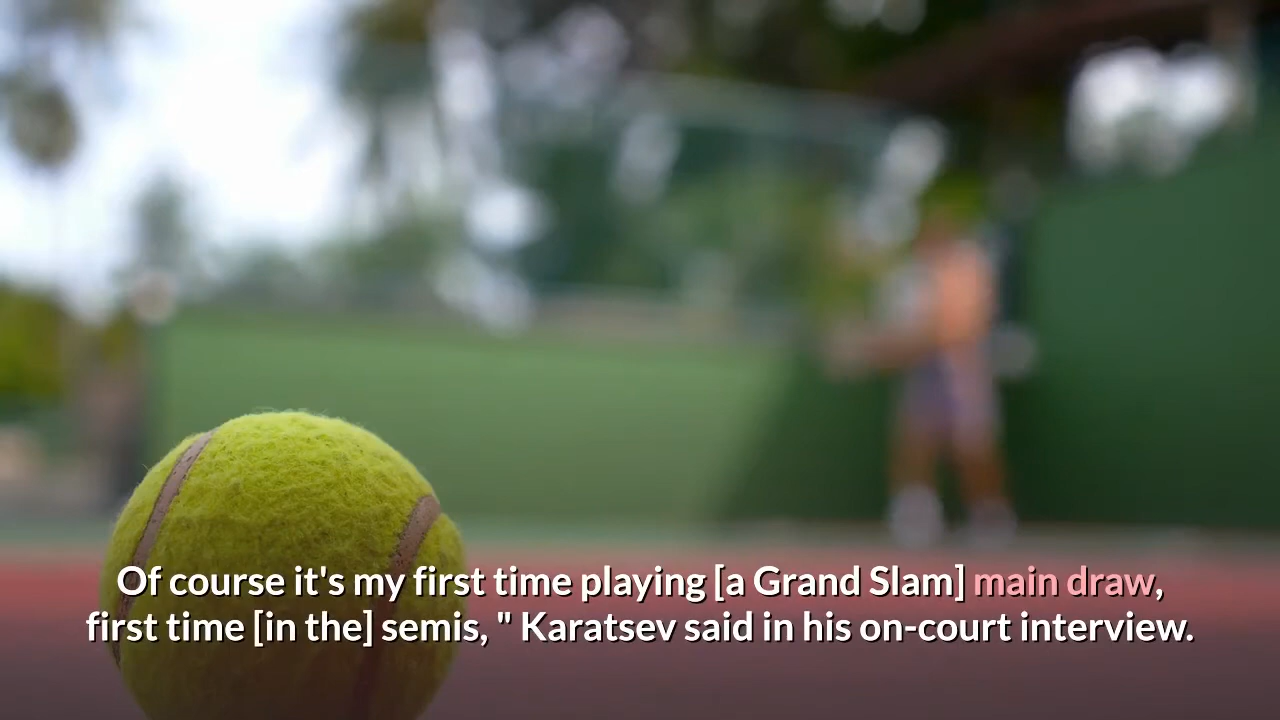 Of course it's my first time playing [a Grand Slam] main draw,
first time [in the] semis, " Karatsev said in his on-court interview.